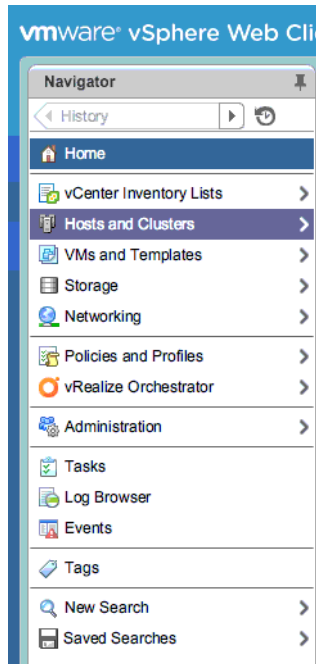 vmware® vSphere Web Cli
Navigator
History
Home
vCenter Inventory Lists
Hosts and Clusters
VMs and Templates
Storage
Networking
Policies and Profiles
vRealize Orchestrator
Administration
Tasks
Log Browser
Events
Tags
New Search
Saved Searches